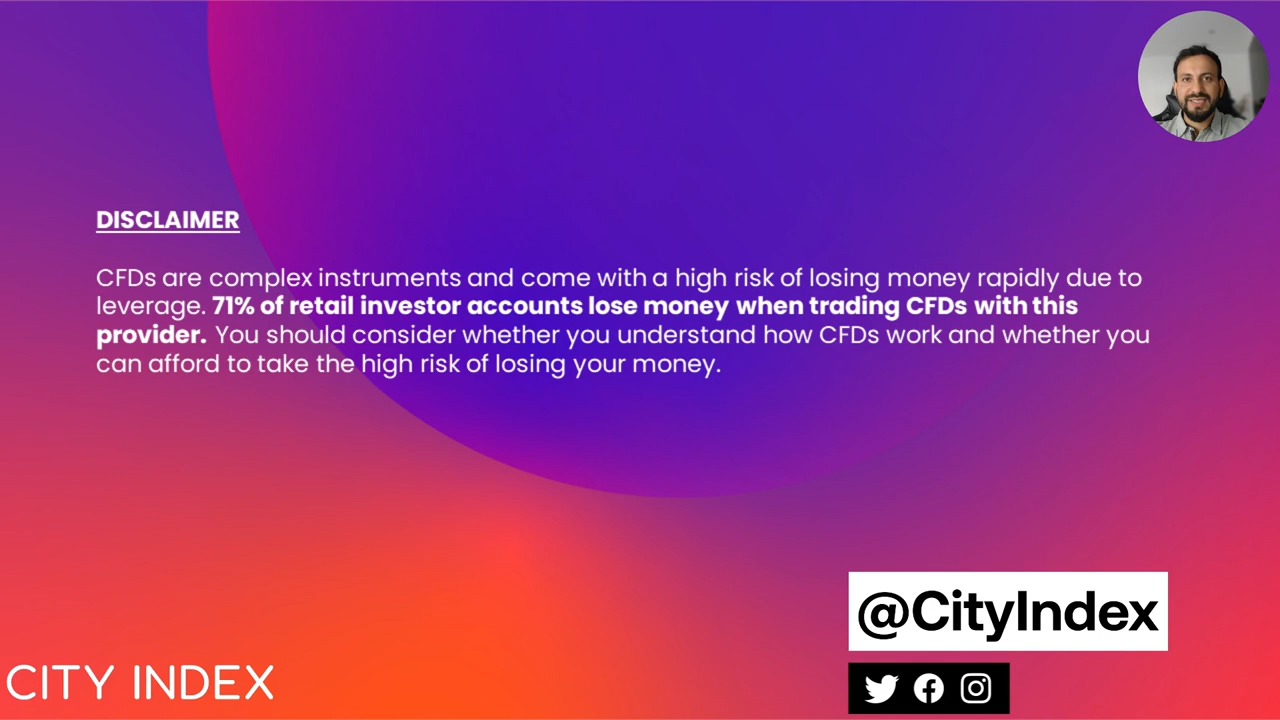 DISCLAIMER
CFDs are complex instruments and come with a high risk of losing money rapidly due to
leverage. 71% of retail investor accounts lose money when trading CFDs with this
provider. You should consider whether you understand how CFDs work and whether you
can afford to take the high risk of losing your money.
@CityIndex
CITY INDEX